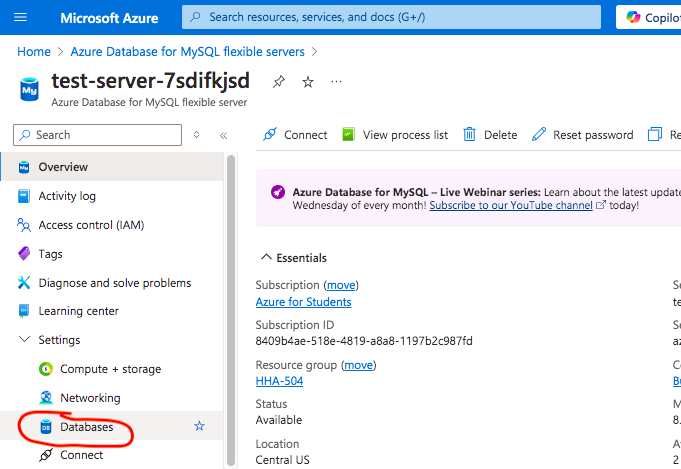 Microsoft Azure
Search resources, services, and docs (G+/)
Copilot
Home > Azure Database for MySQL flexible servers >
test-server-7sdifkjsd
Azure Database for MySQL flexible server
Search
Connect
View process list
Delete
Reset password
Re
Overview
Activity log
Access control (IAM)
Tags
Diagnose and solve problems
Learning center
Settings
Compute + storage
Networking
Databases
Connect
Azure Database for MySQL – Live Webinar series: Learn about the latest update
Wednesday of every month! Subscribe to our YouTube channel today!
Essentials
Subscription (move)
Azure for Students
Subscription ID
8409b4ae-518e-4819-a8a8-1197b2c987fd
Resource group (move)
HHA-504
Status
Available
Location
Central US